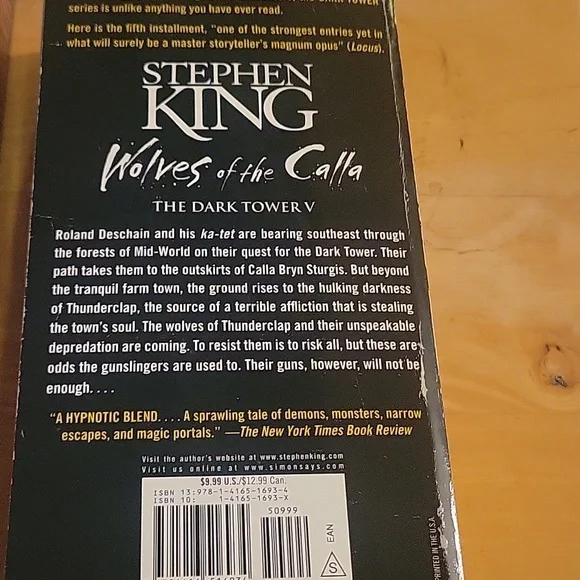 series is unlike anything you have ever read.
Here is the fifth installment, "one of the strongest entries yet in
what will surely be a master storyteller's magnum opus" (Locus).
STEPHEN
KING
Wolves of the Calla
THE DARK TOWER V
Roland Deschain and his ka-tet are bearing southeast through
the forests of Mid-World on their quest for the Dark Tower. Their
path takes them to the outskirts of Calla Bryn Sturgis. But beyond
the tranquil farm town, the ground rises to the hulking darkness
of Thunderclap, the source of a terrible affliction that is stealing
the town's soul. The wolves of Thunderclap and their unspeakable
depredation are coming. To resist them is to risk all, but these are
odds the gunslingers are used to. Their guns, however, will not be
enough. . . .
"A HYPNOTIC BLEND. . . . A sprawling tale of demons, monsters, narrow
escapes, and magic portals." —The New York Times Book Review
Visit the author's website at www.stephenking.com
Visit us online at www.simonsays.com
$9.99 U.S./$12.99 Can.
ISBN 13:978-1-4165-1693-4
ISBN 10: 1-4165-1693-X
50999
EAN
S
PRINTED IN THE U.S.A.